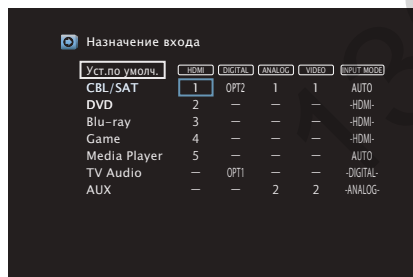 Назначение входа
Уст.по умолч. HDMI DIGITAL ANALOG VIDEO INPUT MODE
CBL/SAT 1 OPT2 1 1 AUTO
DVD 2 — — — -HDMI-
Blu-ray 3 — — — -HDMI-
Game 4 — — — -HDMI-
Media Player 5 — — — AUTO
TV Audio — OPT1 — — -DIGITAL-
AUX — — 2 2 -ANALOG-